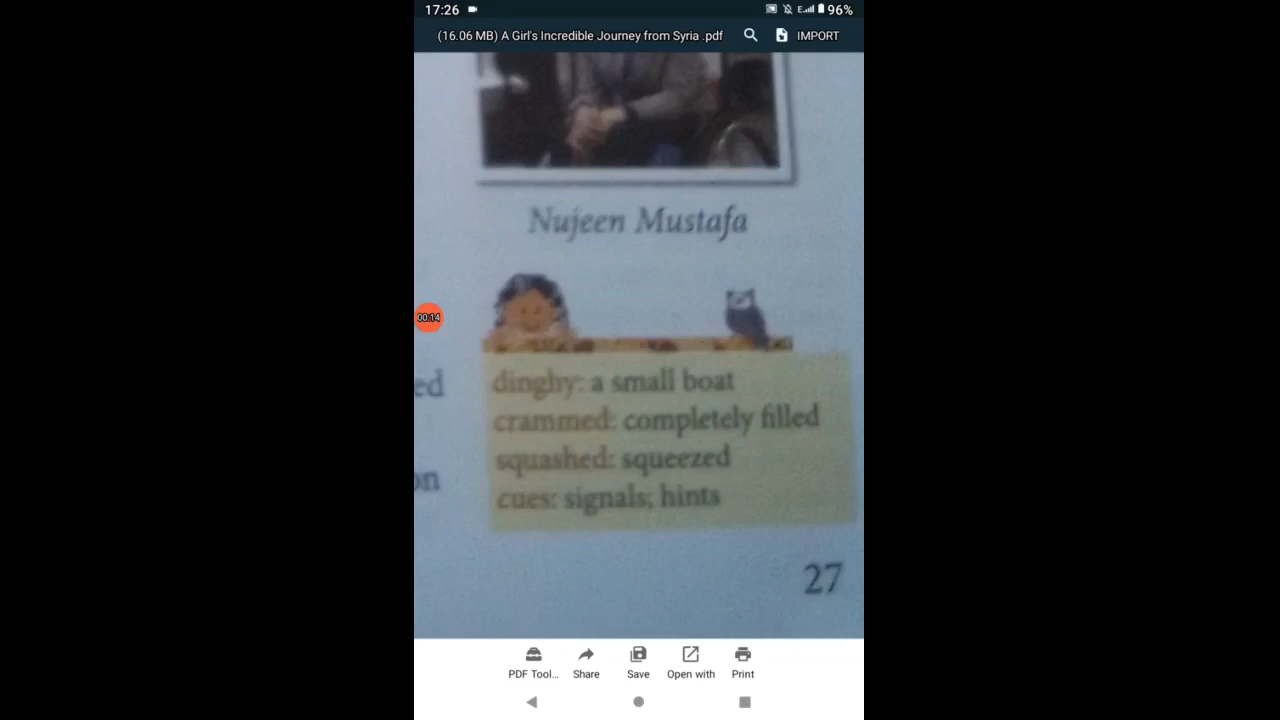 17:26
96%
(16.06 MB) A Girl's Incredible Journey from Syria .pdf
IMPORT
Nujeen Mustafa
00:14
ed
dinghy: a small boat
crammed: completely filled
squashed: squeezed
on
cues: signals; hints
27
PDF Tool...
Share
Save
Open with
Print